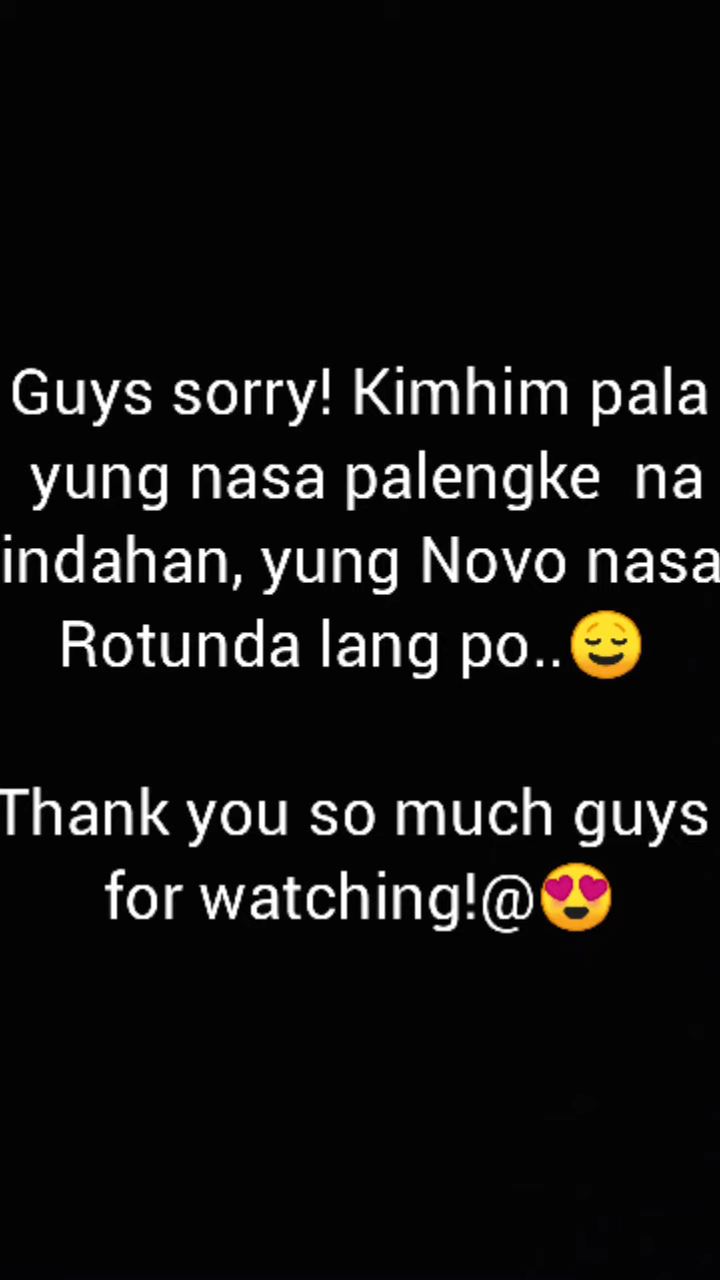 Guys sorry! Kimhim pala
yung nasa palengke na
indahan, yung Novo nasa
Rotunda lang po..😌
Thank you so much guys
for watching!@😍